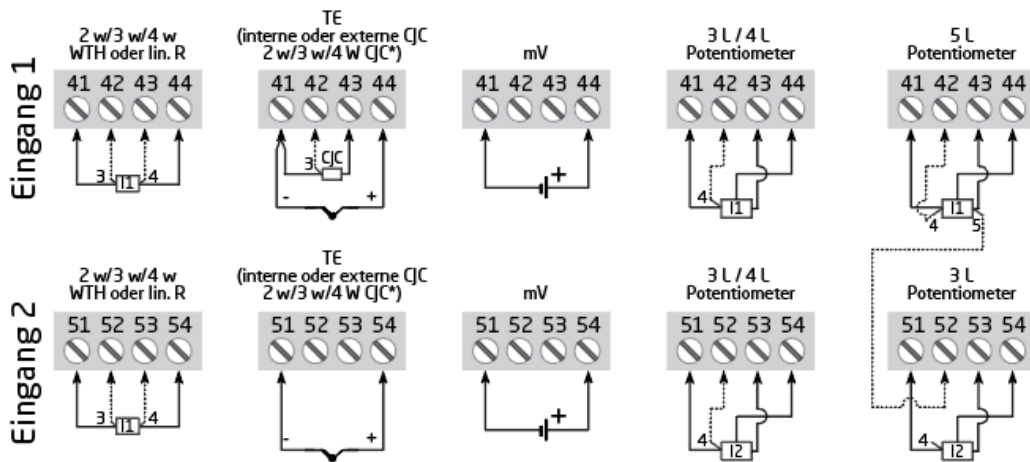 Eingang 1
2 w/3 w/4 w
WTH oder lin. R
41 42 43 44
3 I1 4
TE
(interne oder externe CJC
2 w/3 w/4 W CJC*)
41 42 43 44
3 CJC
- +
mV
41 42 43 44
+
3 L / 4 L
Potentiometer
41 42 43 44
4 I1
5 L
Potentiometer
41 42 43 44
I1
4 5
Eingang 2
2 w/3 w/4 w
WTH oder lin. R
51 52 53 54
3 I1 4
TE
(interne oder externe CJC
2 w/3 w/4 W CJC*)
51 52 53 54
- +
mV
51 52 53 54
+
3 L / 4 L
Potentiometer
51 52 53 54
4 I2
3 L
Potentiometer
51 52 53 54
4 I2